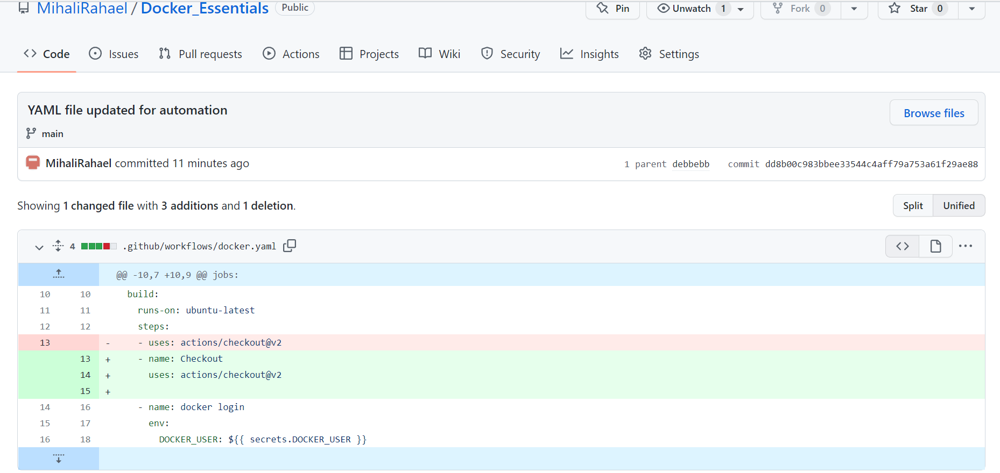 MihaliRahael / Docker_Essentials Public Pin Unwatch 1 Fork 0 Star 0
Code Issues Pull requests Actions Projects Wiki Security Insights Settings
YAML file updated for automation
Browse files
main
MihaliRahael committed 11 minutes ago 1 parent debbebb commit dd8b00c983bbee33544c4aff79a753a61f29ae88
Showing 1 changed file with 3 additions and 1 deletion. Split Unified
4 .github/workflows/docker.yaml
@@ -10,7 +10,9 @@ jobs:
10 10 build:
11 11 runs-on: ubuntu-latest
12 12 steps:
13 - - uses: actions/checkout@v2
13 + - name: Checkout
14 + uses: actions/checkout@v2
15 +
14 16 - name: docker login
15 17 env:
16 18 DOCKER_USER: ${{ secrets.DOCKER_USER }}